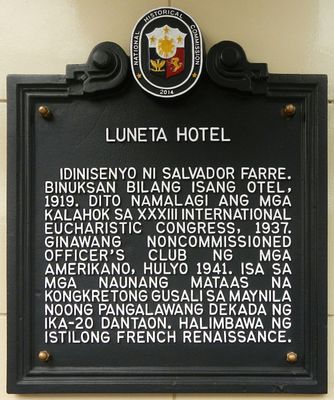 NATIONAL HISTORICAL COMMISSION
2014
LUNETA HOTEL
IDINISENYO NI SALVADOR FARRE.
BINUKSAN BILANG ISANG OTEL,
1919. DITO NAMALAGI ANG MGA
KALAHOK SA XXXIII INTERNATIONAL
EUCHARISTIC CONGRESS, 1937.
GINAWANG NONCOMMISSIONED
OFFICER'S CLUB NG MGA
AMERIKANO, HULYO 1941. ISA SA
MGA NAUNANG MATAAS NA
KONGKRETONG GUSALI SA MAYNILA
NOONG PANGALAWANG DEKADA NG
IKA-20 DANTAON. HALIMBAWA NG
ISTILONG FRENCH RENAISSANCE.